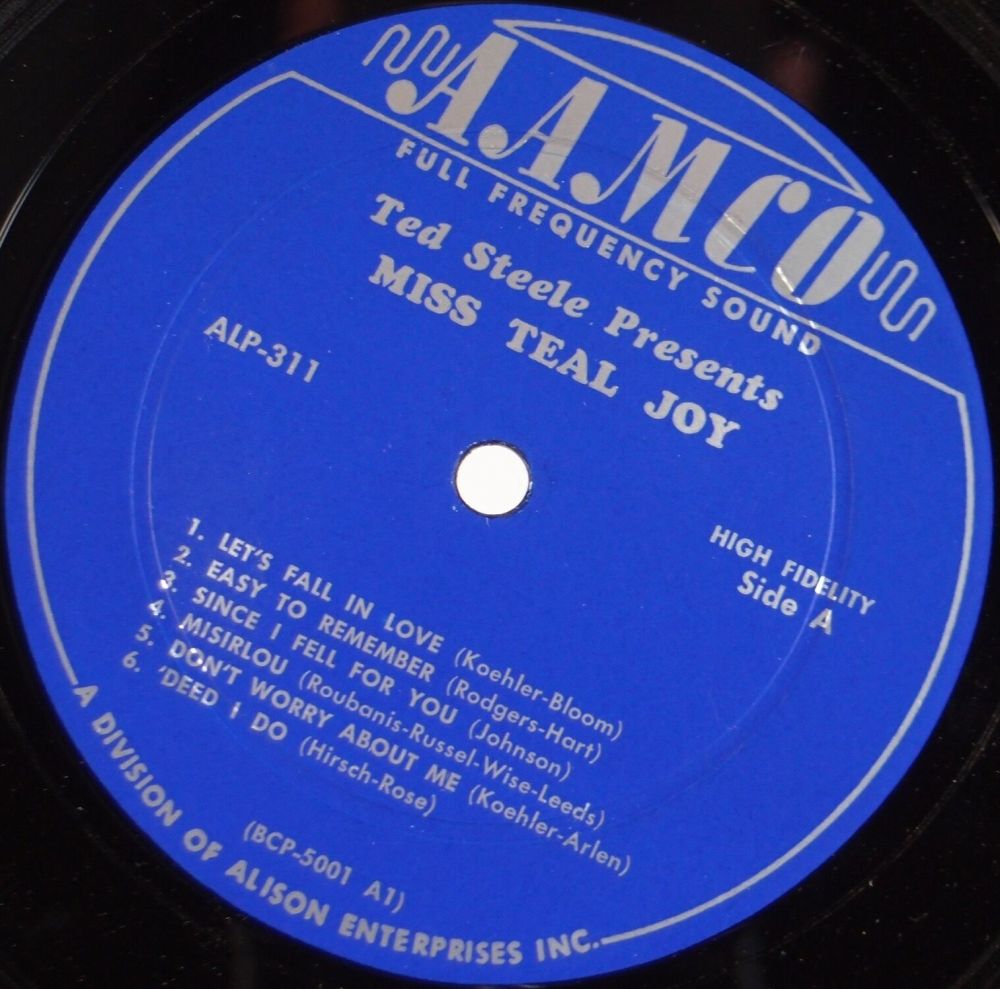 AAMCO
FULL FREQUENCY SOUND
Ted Steele Presents
MISS TEAL JOY
ALP-311
HIGH FIDELITY
Side A
1. LET'S FALL IN LOVE (Koehler-Bloom)
2. EASY TO REMEMBER (Rodgers-Hart)
3. SINCE I FELL FOR YOU (Johnson)
4. MISIRLOU (Roubanis-Russel-Wise-Leeds)
5. DON'T WORRY ABOUT ME (Koehler-Arlen)
6. 'DEED I DO (Hirsch-Rose)
(BCP-5001 A1)
A DIVISION OF ALISON ENTERPRISES INC.